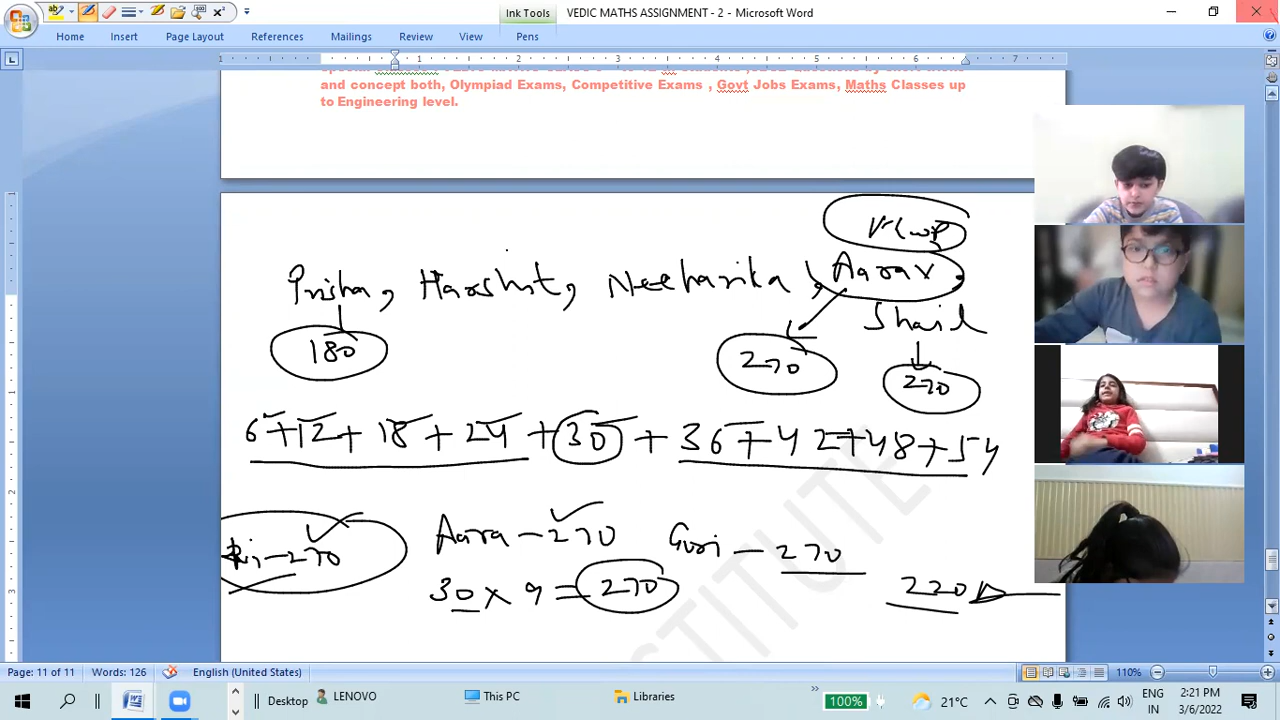 Ink Tools
VEDIC MATHS ASSIGNMENT - 2 - Microsoft Word
Home Insert Page Layout References Mailings Review View Pens
and concept both, Olympiad Exams, Competitive Exams , Govt Jobs Exams, Maths Classes up
to Engineering level.
Prisha, Harshit, Neeharika, Aarav
Shail
180 270 270
6+12+18+24+30+36+42+48+54
270 Aara - 270 Gori - 270
30 x 9 = 270 220
STITUTE
Page: 11 of 11 Words: 126 English (United States) 110%
Desktop LENOVO This PC Libraries 100% 21°C ENG IN 2:21 PM 3/6/2022